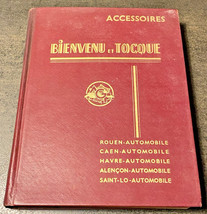 ACCESSOIRES
BIENVENU ET TOCQUE
ROUEN-AUTOMOBILE
CAEN-AUTOMOBILE
HAVRE-AUTOMOBILE
ALENÇON-AUTOMOBILE
SAINT-LO-AUTOMOBILE